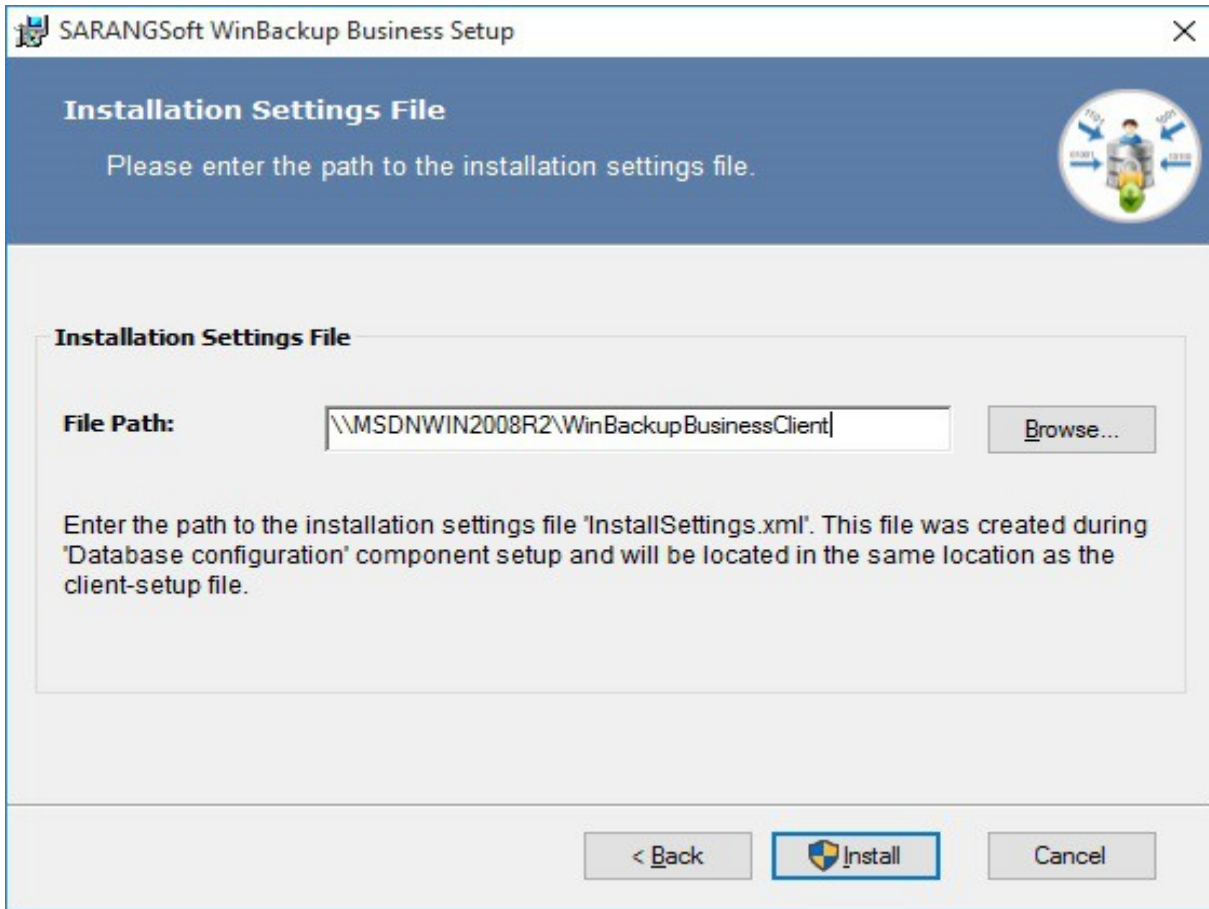 SARANGSoft WinBackup Business Setup
Installation Settings File
Please enter the path to the installation settings file.
Installation Settings File
File Path:
\\MSDNWIN2008R2\WinBackupBusinessClient
Browse...
Enter the path to the installation settings file 'InstallSettings.xml'. This file was created during
'Database configuration' component setup and will be located in the same location as the
client-setup file.
< Back
Install
Cancel